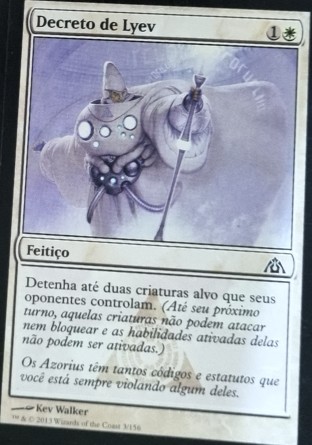 Decreto de Lyev
1
Feitiço
Detenha até duas criaturas alvo que seus
oponentes controlam. (Até seu próximo
turno, aquelas criaturas não podem atacar
nem bloquear e as habilidades ativadas delas
não podem ser ativadas.)
Os Azorius têm tantos códigos e estatutos que
você está sempre violando algum deles.
Kev Walker
™ & © 2013 Wizards of the Coast 3/156